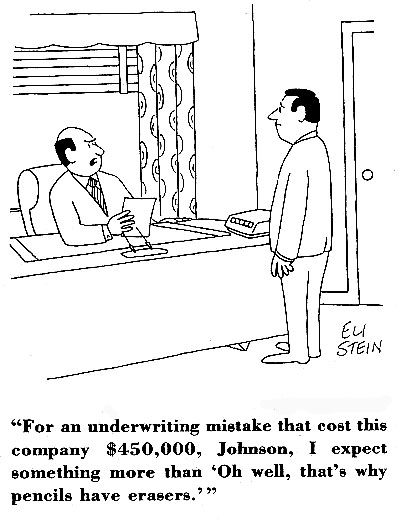 ELI
STEIN
“For an underwriting mistake that cost this
company $450,000, Johnson, I expect
something more than ‘Oh well, that’s why
pencils have erasers.’ ”